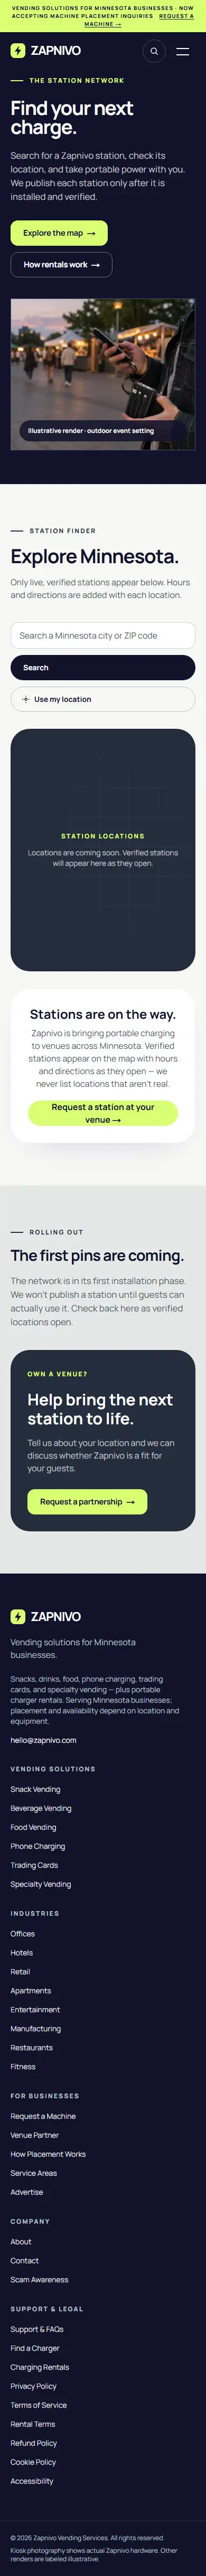 VENDING SOLUTIONS FOR MINNESOTA BUSINESSES · NOW
ACCEPTING MACHINE PLACEMENT INQUIRIES REQUEST A
MACHINE →
ZAPNIVO
THE STATION NETWORK
Find your next
charge.
Search for a Zapnivo station, check its
location, and take portable power with you.
We publish each station only after it is
installed and verified.
Explore the map →
How rentals work →
Illustrative render · outdoor event setting
STATION FINDER
Explore Minnesota.
Only live, verified stations appear below. Hours
and directions are added with each location.
Search a Minnesota city or ZIP code
Search
Use my location
STATION LOCATIONS
Locations are coming soon. Verified stations
will appear here as they open.
Stations are on the way.
Zapnivo is bringing portable charging
to venues across Minnesota. Verified
stations appear on the map with hours
and directions as they open — we
never list locations that aren't real.
Request a station at your
venue →
ROLLING OUT
The first pins are coming.
The network is in its first installation phase.
We won't publish a station until guests can
actually use it. Check back here as verified
locations open.
OWN A VENUE?
Help bring the next
station to life.
Tell us about your location and we can
discuss whether Zapnivo is a fit for
your guests.
Request a partnership →
ZAPNIVO
Vending solutions for Minnesota
businesses.
Snacks, drinks, food, phone charging, trading
cards, and specialty vending — plus portable
charger rentals. Serving Minnesota businesses;
placement and availability depend on location and
equipment.
hello@zapnivo.com
VENDING SOLUTIONS
Snack Vending
Beverage Vending
Food Vending
Phone Charging
Trading Cards
Specialty Vending
INDUSTRIES
Offices
Hotels
Retail
Apartments
Entertainment
Manufacturing
Restaurants
Fitness
FOR BUSINESSES
Request a Machine
Venue Partner
How Placement Works
Service Areas
Advertise
COMPANY
About
Contact
Scam Awareness
SUPPORT & LEGAL
Support & FAQs
Find a Charger
Charging Rentals
Privacy Policy
Terms of Service
Rental Terms
Refund Policy
Cookie Policy
Accessibility
© 2026 Zapnivo Vending Services. All rights reserved.
Kiosk photography shows actual Zapnivo hardware. Other
renders are labeled illustrative.